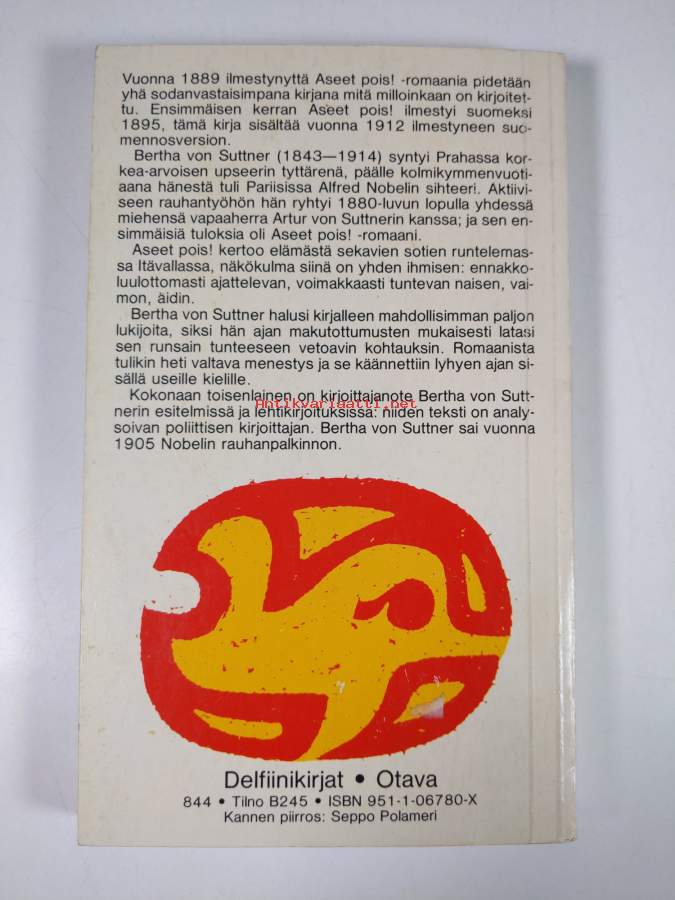 Vuonna 1889 ilmestynyttä Aseet pois! -romaania pidetään
yhä sodanvastaisimpana kirjana mitä milloinkaan on kirjoitet-
tu. Ensimmäisen kerran Aseet pois! ilmestyi suomeksi
1895, tämä kirja sisältää vuonna 1912 ilmestyneen suo-
mennosversion.
Bertha von Suttner (1843—1914) syntyi Prahassa kor-
kea-arvoisen upseerin tyttärenä, päälle kolmikymmenvuoti-
aana hänestä tuli Pariisissa Alfred Nobelin sihteeri. Aktiivi-
seen rauhantyöhön hän ryhtyi 1880-luvun lopulla yhdessä
miehensä vapaaherra Artur von Suttnerin kanssa; ja sen en-
simmäisiä tuloksia oli Aseet pois! -romaani.
Aseet pois! kertoo elämästä sekavien sotien runtelemas-
sa Itävallassa, näkökulma siinä on yhden ihmisen: ennakko-
luulottomasti ajattelevan, voimakkaasti tuntevan naisen, vai-
mon, äidin.
Bertha von Suttner halusi kirjalleen mahdollisimman paljon
lukijoita, siksi hän ajan makutottumusten mukaisesti latasi
sen runsain tunteeseen vetoavin kohtauksin. Romaanista
tulikin heti valtava menestys ja se käännettiin lyhyen ajan si-
sällä useille kielille.
Kokonaan toisenlainen on kirjoittajanote Bertha von Sutt-
Antikvariaatti.net
nerin esitelmissä ja lehtikirjoituksissa: niiden teksti on analy-
soivan poliittisen kirjoittajan. Bertha von Suttner sai vuonna
1905 Nobelin rauhanpalkinnon.
Delfiinikirjat • Otava
844 • Tilno B245 • ISBN 951-1-06780-X
Kannen piirros: Seppo Polameri